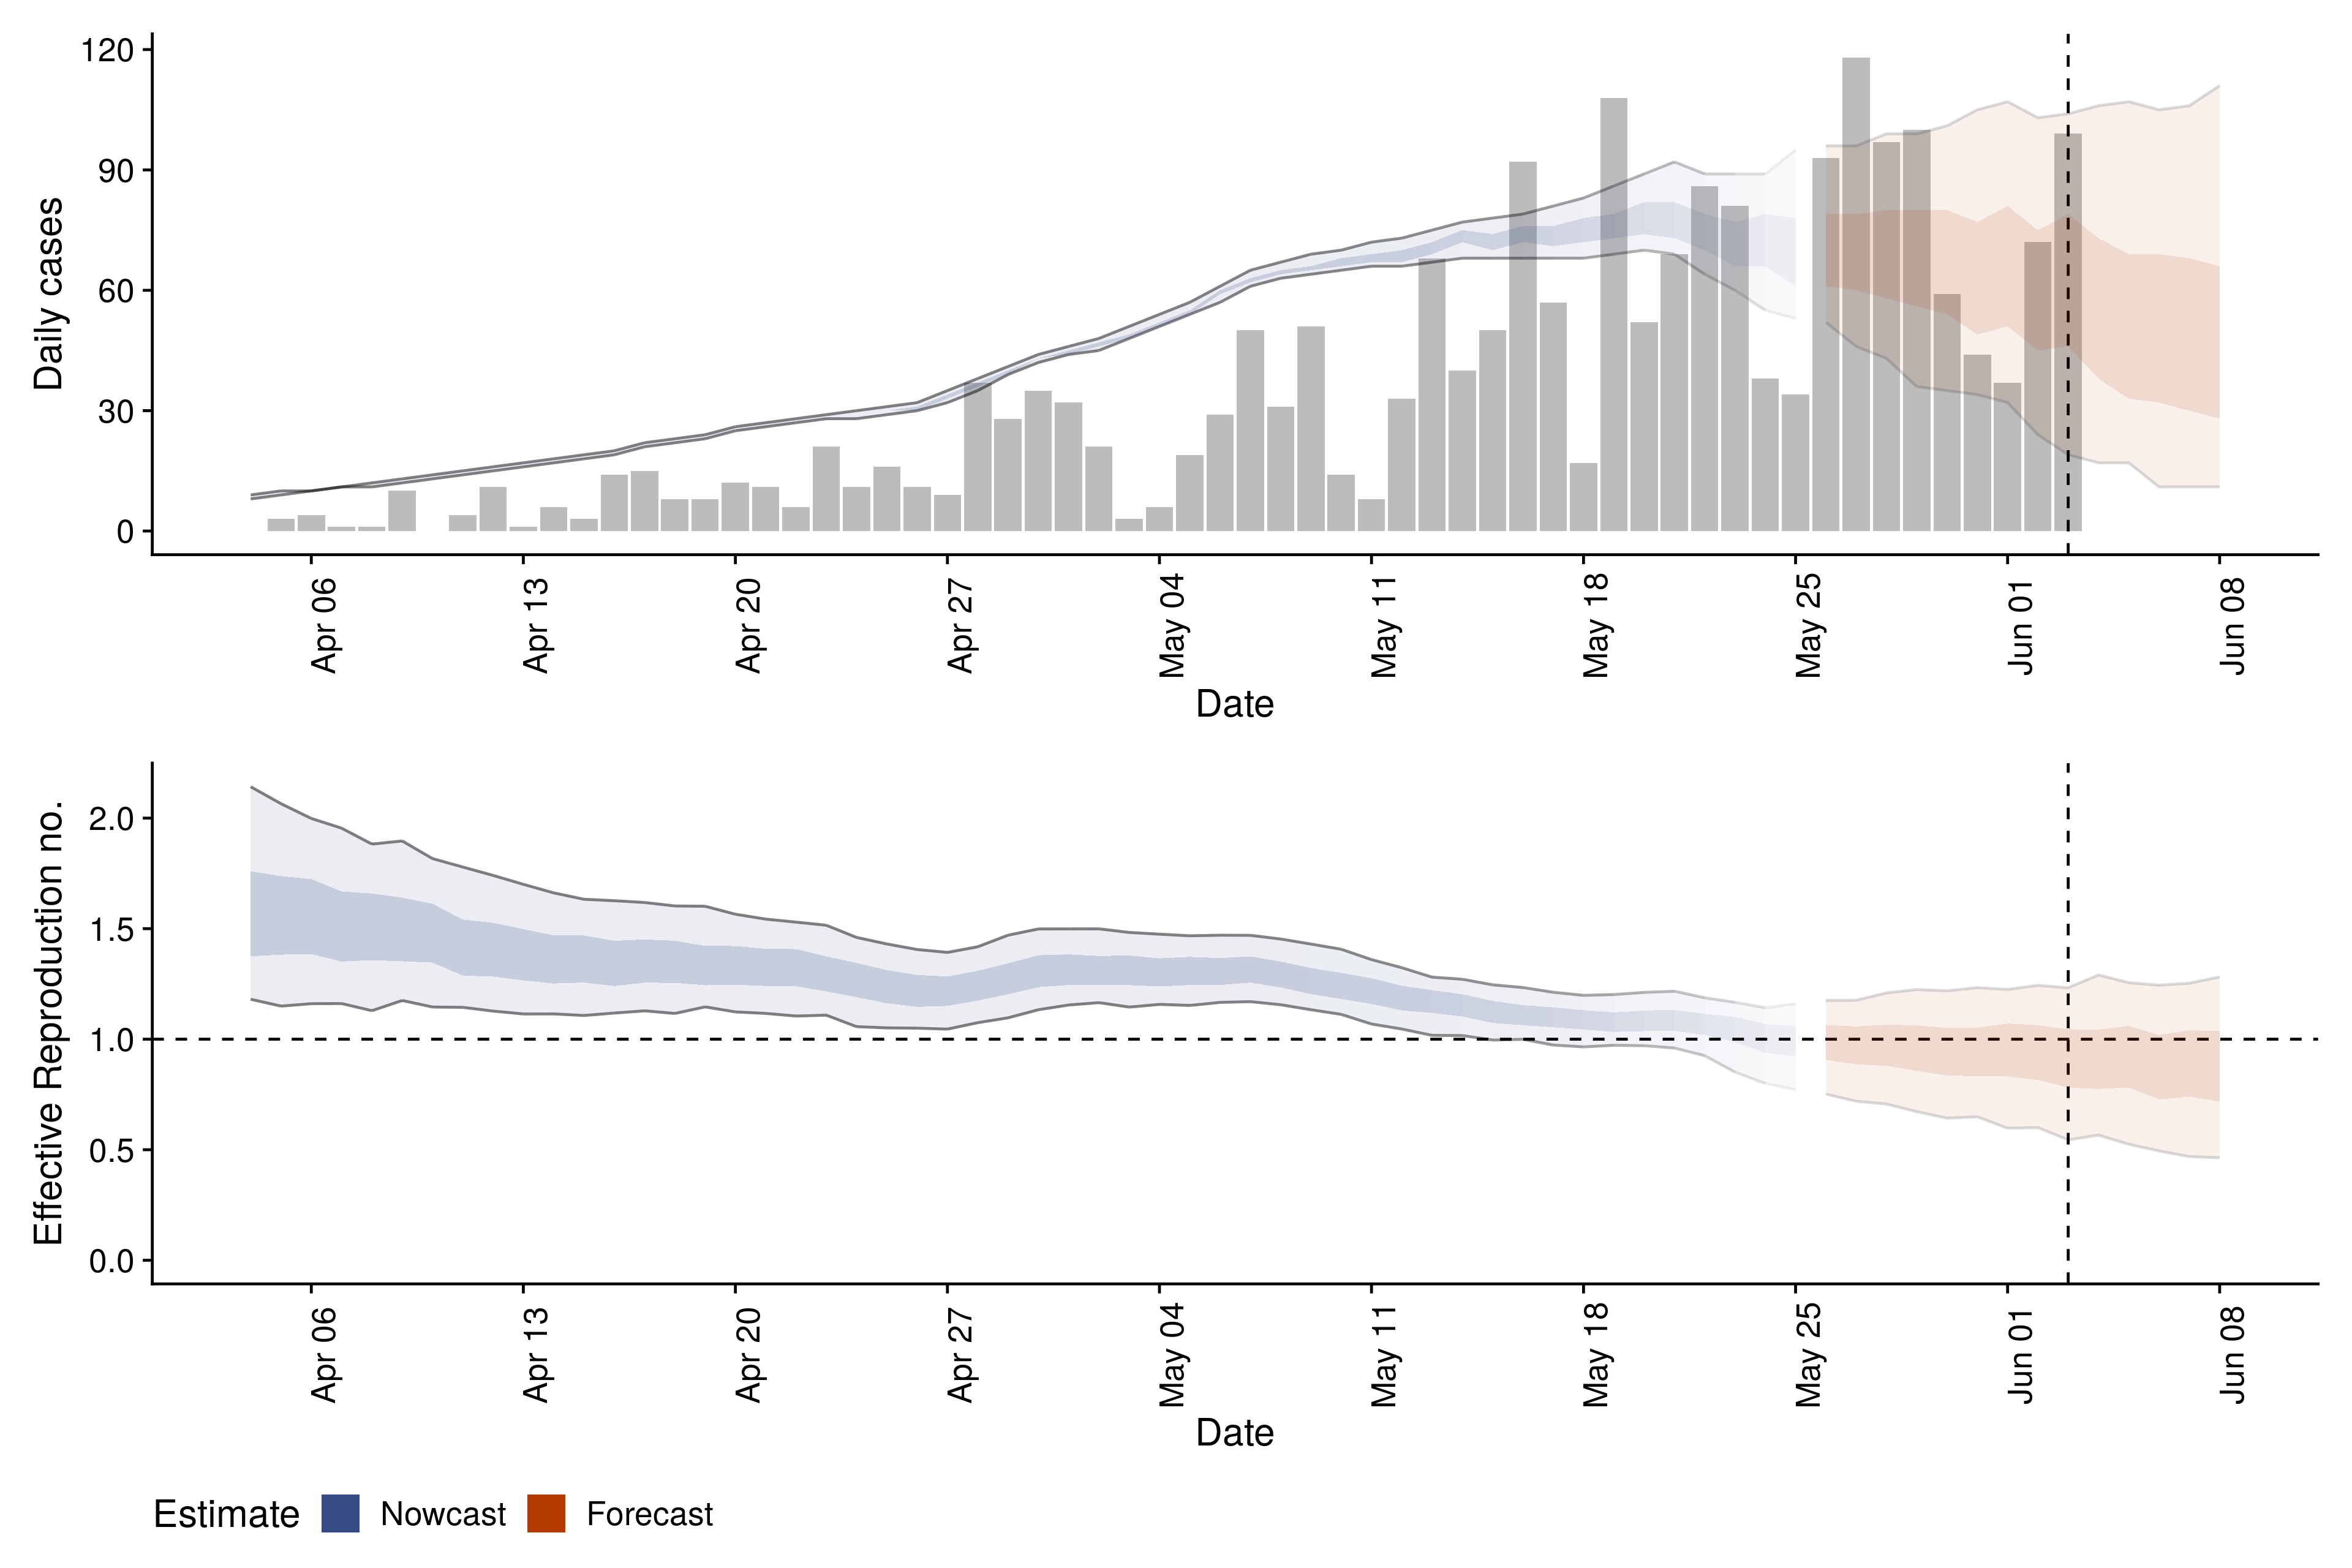 120
90
60
30
0
Daily cases
Apr 06
Apr 13
Apr 20
Apr 27
May 04
May 11
May 18
May 25
Jun 01
Jun 08
Date
2.0
1.5
1.0
0.5
0.0
Effective Reproduction no.
Apr 06
Apr 13
Apr 20
Apr 27
May 04
May 11
May 18
May 25
Jun 01
Jun 08
Date
Estimate Nowcast Forecast